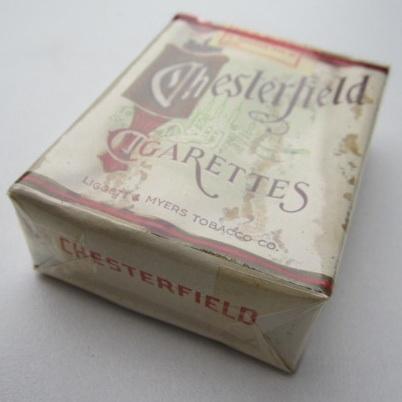 Chesterfield
CIGARETTES
LIGGETT & MYERS TOBACCO CO.
CHESTERFIELD